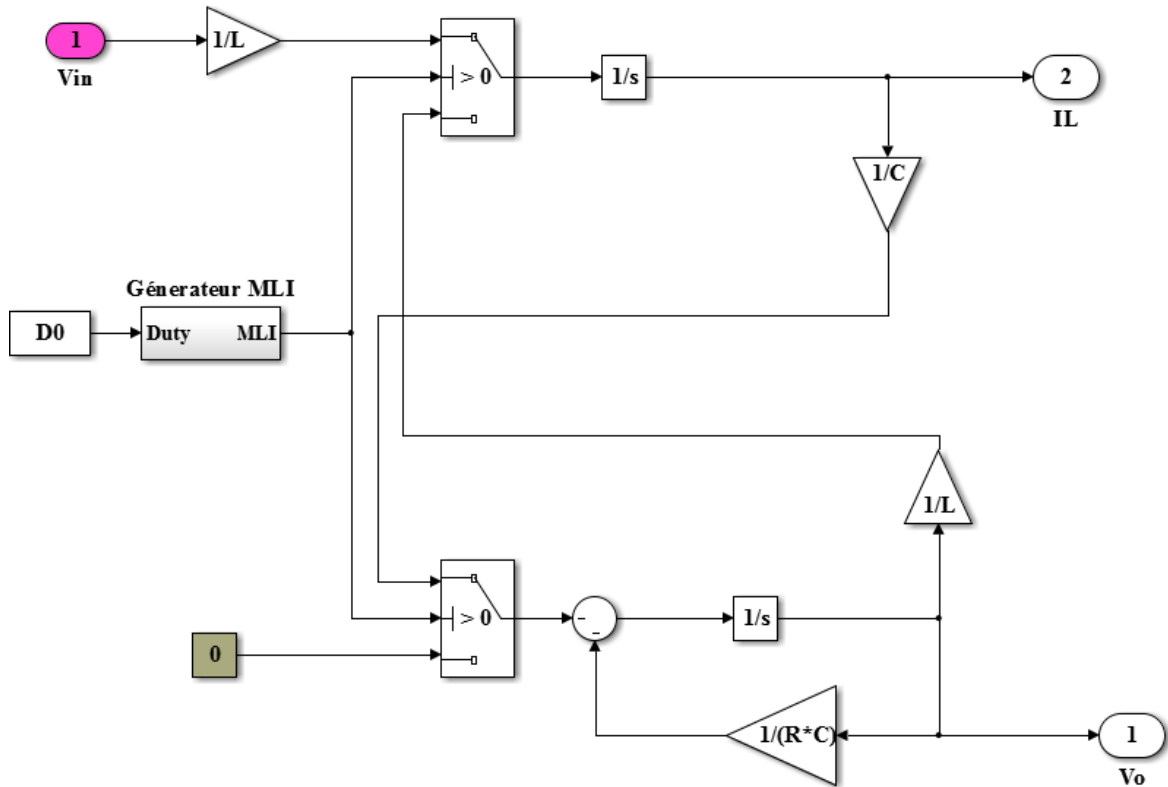 1
Vin
1/L
> 0
1/s
2
IL
1/C
Génerateur MLI
D0
Duty
MLI
1/L
> 0
0
-
-
1/s
1/(R*C)
1
Vo